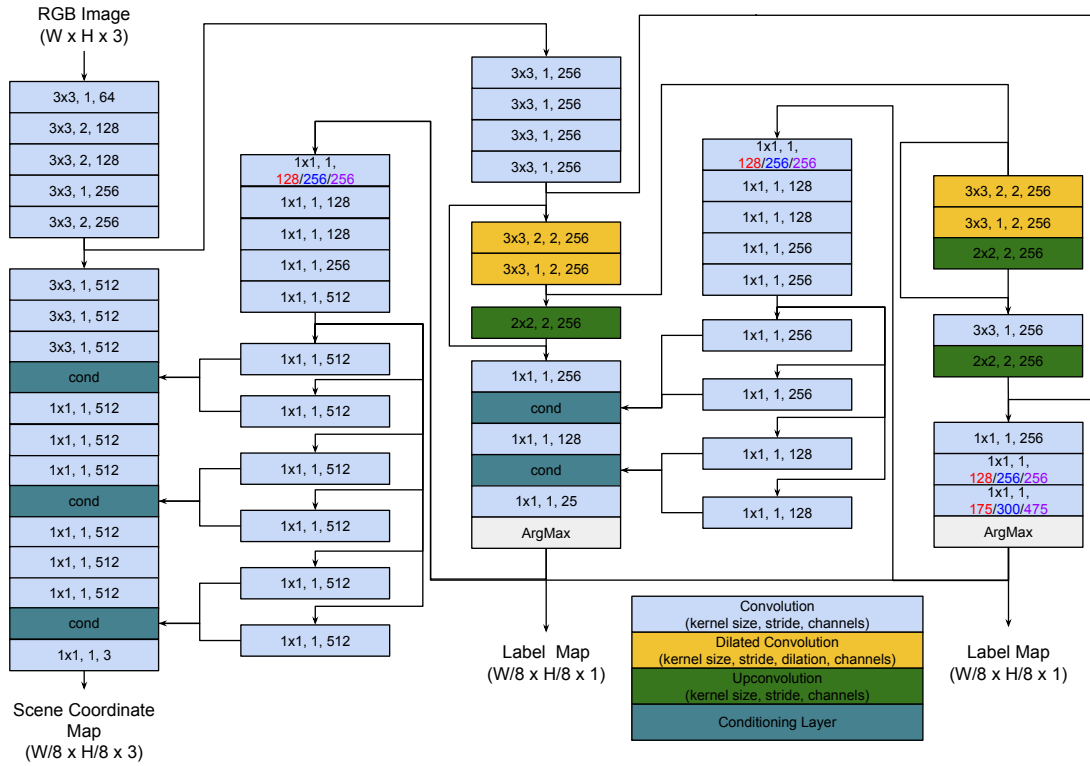 RGB Image
(W x H x 3)
3x3, 1, 64
3x3, 2, 128
3x3, 2, 128
3x3, 1, 256
3x3, 2, 256
3x3, 1, 512
3x3, 1, 512
3x3, 1, 512
cond
1x1, 1, 512
1x1, 1, 512
1x1, 1, 512
cond
1x1, 1, 512
1x1, 1, 512
1x1, 1, 512
cond
1x1, 1, 3
Scene Coordinate
Map
(W/8 x H/8 x 3)
1x1, 1,
128/256/256
1x1, 1, 128
1x1, 1, 128
1x1, 1, 256
1x1, 1, 512
1x1, 1, 512
1x1, 1, 512
1x1, 1, 512
1x1, 1, 512
1x1, 1, 512
1x1, 1, 512
3x3, 1, 256
3x3, 1, 256
3x3, 1, 256
3x3, 1, 256
3x3, 2, 2, 256
3x3, 1, 2, 256
2x2, 2, 256
1x1, 1, 256
cond
1x1, 1, 128
cond
1x1, 1, 25
ArgMax
Label Map
(W/8 x H/8 x 1)
1x1, 1,
128/256/256
1x1, 1, 128
1x1, 1, 128
1x1, 1, 256
1x1, 1, 256
1x1, 1, 256
1x1, 1, 256
1x1, 1, 128
1x1, 1, 128
3x3, 2, 2, 256
3x3, 1, 2, 256
2x2, 2, 256
3x3, 1, 256
2x2, 2, 256
1x1, 1, 256
1x1, 1,
128/256/256
1x1, 1,
175/300/475
ArgMax
Label Map
(W/8 x H/8 x 1)
Convolution
(kernel size, stride, channels)
Dilated Convolution
(kernel size, stride, dilation, channels)
Upconvolution
(kernel size, stride, channels)
Conditioning Layer